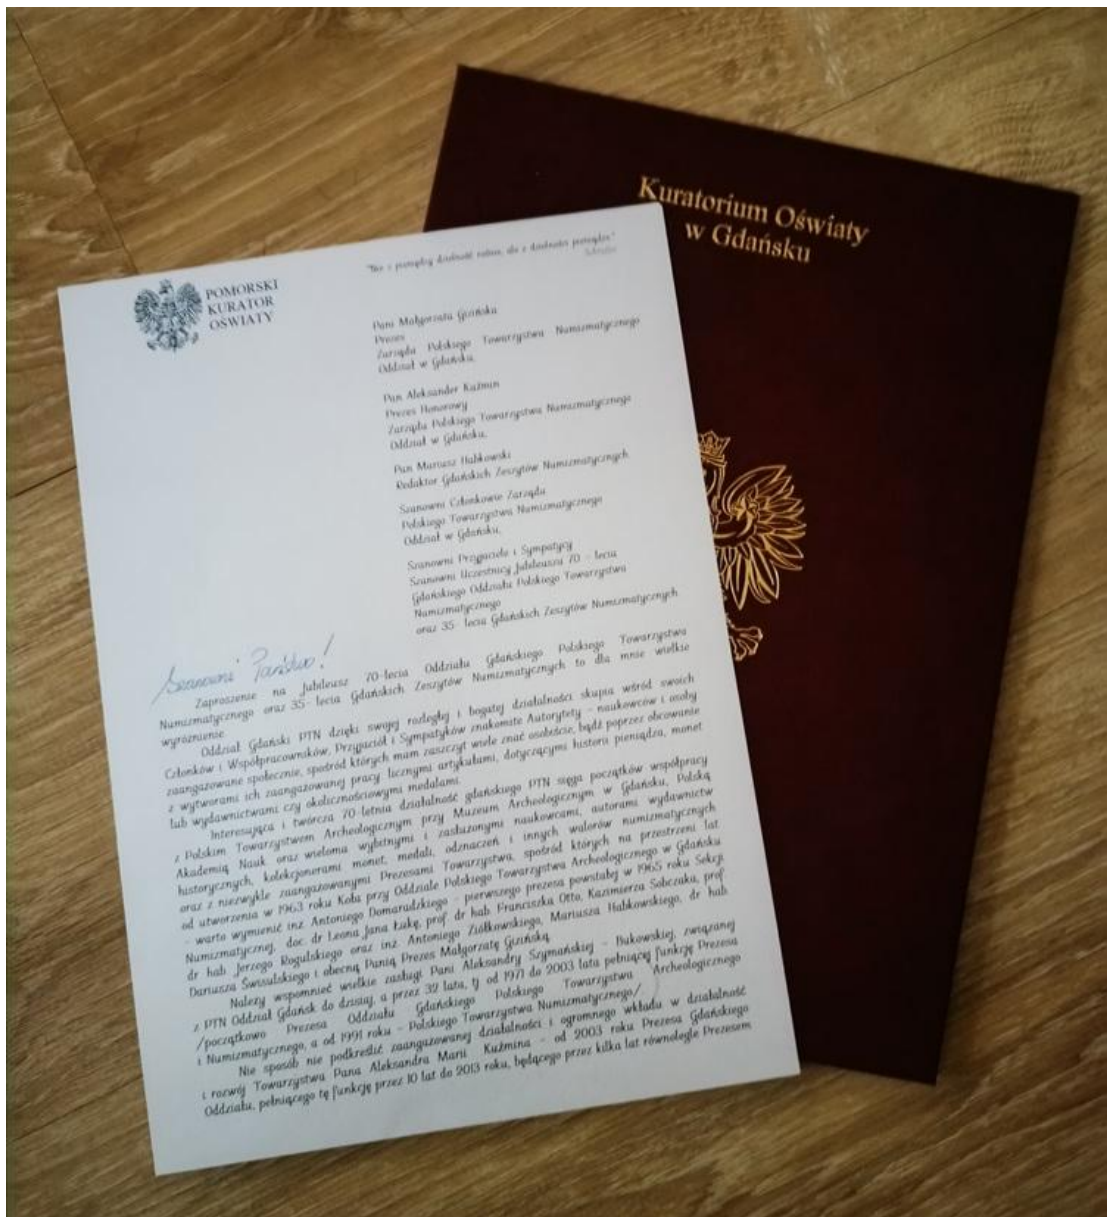 Kuratorium Oświaty
w Gdańsku
"Nie z pieniędzy dzielność rośnie, ale z dzielności pieniądze."
POMORSKI
KURATOR
OŚWIATY
Pani Małgorzata Gizińska
Prezes
Zarządu Polskiego Towarzystwa Numizmatycznego
Oddział w Gdańsku,
Pan Aleksander Kuźmin
Prezes Honorowy
Zarządu Polskiego Towarzystwa Numizmatycznego
Oddział w Gdańsku,
Pan Mariusz Habkowski
Redaktor Gdańskich Zeszytów Numizmatycznych
Szanowni Członkowie Zarządu
Polskiego Towarzystwa Numizmatycznego
Oddział w Gdańsku,
Szanowni Przyjaciele i Sympatycy
Szanowni Uczestnicy Jubileuszu 70 - lecia
Gdańskiego Oddziału Polskiego Towarzystwa
Numizmatycznego
oraz 35- lecia Gdańskich Zeszytów Numizmatycznych
Szanowni Państwo!
Zaproszenie na Jubileusz 70-lecia Oddziału Gdańskiego Polskiego Towarzystwa
Numizmatycznego oraz 35- lecia Gdańskich Zeszytów Numizmatycznych to dla mnie wielkie
wyróżnienie.
Oddział Gdański PTN dzięki swojej rozległej i bogatej działalności skupia wśród swoich
Członków i Współpracowników, Przyjaciół i Sympatyków znakomite Autorytety - naukowców i osoby
zaangażowane społecznie, spośród których mam zaszczyt wiele znać osobiście, bądź poprzez obcowanie
z wytworami ich zaangażowanej pracy licznymi artykułami, dotyczącymi historii pieniądza, monet
lub wydawnictwami czy okolicznościowymi medalami.
Interesująca i twórcza 70-letnia działalność gdańskiego PTN sięga początków współpracy
z Polskim Towarzystwem Archeologicznym przy Muzeum Archeologicznym w Gdańsku, Polską
Akademią Nauk oraz wieloma wybitnymi i zasłużonymi naukowcami, autorami wydawnictw
historycznych, kolekcjonerami monet, medali, odznaczeń i innych walorów numizmatycznych
oraz z niezwykle zaangażowanymi Prezesami Towarzystwa, spośród których na przestrzeni lat
od utworzenia w 1963 roku Koła przy Oddziale Polskiego Towarzystwa Archeologicznego w Gdańsku
- warto wymienić inż. Antoniego Domaradzkiego - pierwszego prezesa powstałej w 1965 roku Sekcji
Numizmatycznej, doc. dr Leona Jana Łukę, prof. dr hab. Franciszka Otto, Kazimierza Sobczaka, prof.
dr hab. Jerzego Rogulskiego oraz inż. Antoniego Ziółkowskiego, Mariusza Habkowskiego, dr hab.
Dariusza i obecną Panią Prezes Małgorzatę Gizińską.
Należy wspomnieć wielkie zasługi Pani Aleksandry Szymańskiej - Bukowskiej, związanej
z PTN Oddział Gdańsk do dzisiaj, a przez 32 lata, tj od 1971 do 2003 lata pełniącej funkcję Prezesa
/początkowo Prezesa Oddziału Gdańskiego Polskiego Towarzystwa Archeologicznego
i Numizmatycznego, a od 1991 roku - Polskiego Towarzystwa Numizmatycznego/.
Nie sposób nie podkreślić zaangażowanej działalności i ogromnego wkładu w działalność
i rozwój Towarzystwa Pana Aleksandra Marii Kuźmina - od 2003 roku Prezesa Gdańskiego
Oddziału, pełniącego tę funkcję przez 10 lat do 2013 roku, będącego przez kilka lat równolegle Prezesem